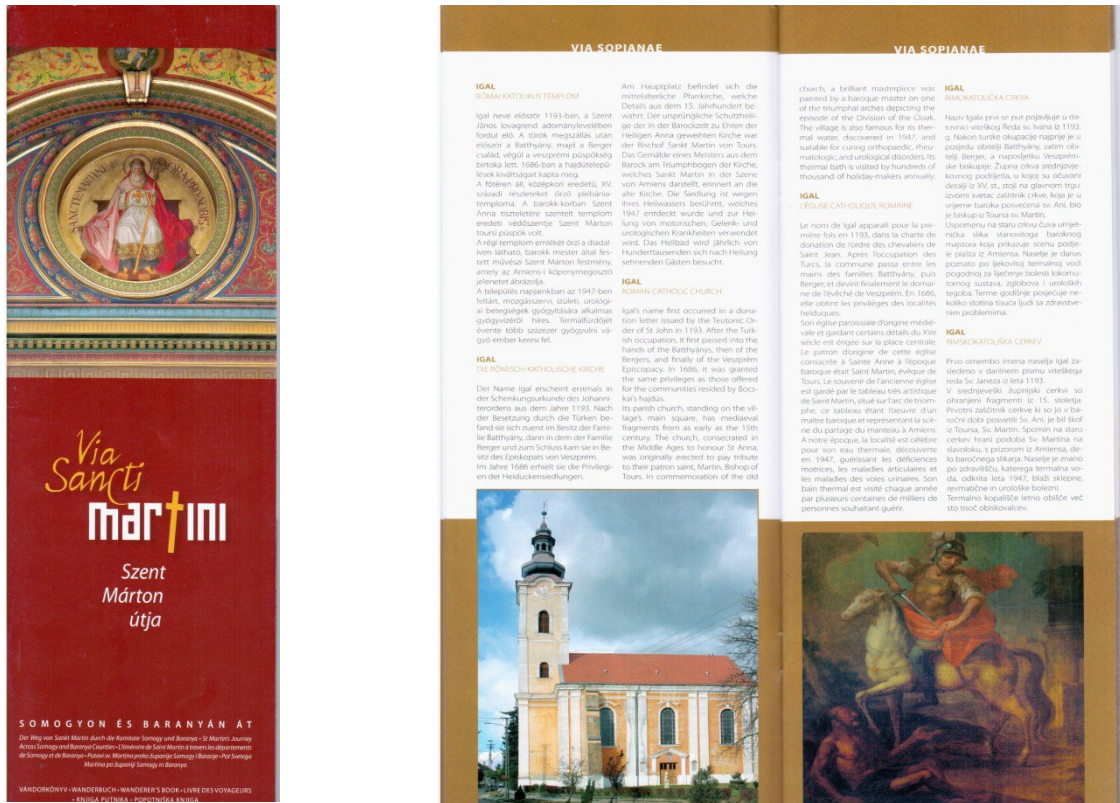 SANCTE MARTINE
ORA PRO NOBIS
Via
Sancti
martini
Szent
Márton
útja
SOMOGYON ÉS BARANYÁN ÁT
Der Weg von Sankt Martin durch die Komitate Somogy und Baranya • St Martin's Journey
Across Somogy and Baranya Counties • L'itinéraire de Saint Martin à travers les départements
de Somogy et de Baranya • Putovi sv. Martina preko županija Somogy i Baranje • Pot Svetega
Martina po županiji Somogy in Baranya
VÁNDORKÖNYV • WANDERBUCH • WANDERER'S BOOK • LIVRE DES VOYAGEURS
• KNJIGA PUTNIKA • POPOTNIŠKA KNJIGA
VIA SOPIANAE
IGAL
RÓMAI KATOLIKUS TEMPLOM
Igal neve először 1193-ban, a Szent
János lovagrend adománylevelében
fordul elő. A török megszállás után
először a Batthyány, majd a Berger
család, végül a veszprémi püspökség
birtoka lett. 1686-ban a hajdútelepü-
lések kiváltságait kapta meg.
A főtéren áll, középkori eredetű, XV.
századi részleteket őrző plébánia-
temploma. A barokk-korban Szent
Anna tiszteletére szentelt templom
eredeti védőszentje Szent Márton
toursi püspök volt.
A régi templom emlékét őrzi a diadal-
íven látható, barokk mester által fes-
tett művészi Szent Márton festmény,
amely az Amiens-i köpenymegosztó
jelenetet ábrázolja.
A település napjainkban az 1947-ben
feltárt, mozgásszervi, ízületi, urológi-
ai betegségek gyógyítására alkalmas
gyógyvizéről híres. Termálfürdőjét
évente több százezer gyógyulni vá-
gyó ember keresi fel.
IGAL
DIE RÖMISCH-KATHOLISCHE KIRCHE
Der Name Igal erscheint erstmals in
der Schenkungsurkunde des Johanni-
terordens aus dem Jahre 1193. Nach
der Besetzung durch die Türken be-
fand sie sich zuerst im Besitz der Fami-
lie Batthyány, dann in dem der Familie
Berger und zum Schluss kam sie in Be-
sitz des Episkopats von Veszprém.
Im Jahre 1686 erhielt sie die Privilegi-
en der Heiduckensiedlungen.
Am Hauptplatz befindet sich die
mittelalterliche Pfarrkirche, welche
Details aus dem 15. Jahrhundert be-
wahrt. Der ursprüngliche Schutzheili-
ge der in der Barockzeit zu Ehren der
Heiligen Anna geweihten Kirche war
der Bischof Sankt Martin von Tours.
Das Gemälde eines Meisters aus dem
Barock am Triumphbogen der Kirche,
welches Sankt Martin in der Szene
von Amiens darstellt, erinnert an die
alte Kirche. Die Siedlung ist wegen
ihres Heilwassers berühmt, welches
1947 entdeckt wurde und zur Hei-
lung von motorischen, Gelenk- und
urologischen Krankheiten verwendet
wird. Das Heilbad wird jährlich von
Hunderttausenden sich nach Heilung
sehnenden Gästen besucht.
IGAL
ROMAN CATHOLIC CHURCH
Igal's name first occurred in a dona-
tion letter issued by the Teutonic Or-
der of St John in 1193. After the Turk-
ish occupation, it first passed into the
hands of the Batthyánys, then of the
Bergers, and finally of the Veszprém
Episcopacy. In 1686, it was granted
the same privileges as those offered
for the communities resided by Bocs-
kai's hajdús.
Its parish church, standing on the vil-
lage's main square, has mediaeval
fragments from as early as the 15th
century. The church, consecrated in
the Middle Ages to honour St Anna,
was originally erected to pay tribute
to their patron saint, Martin, Bishop of
Tours. In commemoration of the old
VIA SOPIANAE
church, a brilliant masterpiece was
painted by a baroque master on one
of the triumphal arches depicting the
episode of the Division of the Cloak.
The village is also famous for its ther-
mal water, discovered in 1947, and
suitable for curing orthopaedic, rheu-
matologic, and urological disorders. Its
thermal bath is visited by hundreds of
thousand of holiday-makers annually.
IGAL
L'ÉGLISE CATHOLIQUE ROMAINE
Le nom de Igal apparaît pour la pre-
mière fois en 1193, dans la charte de
donation de l'ordre des chevaliers de
Saint Jean. Après l'occupation des
Turcs, la commune passa entre les
mains des familles Batthyány, puis
Berger, et devint finalement le domai-
ne de l'évêché de Veszprém. En 1686,
elle obtint les privilèges des localités
heiduques.
Son église paroissiale d'origine médié-
vale et gardant certains détails du XVe
siècle est érigée sur la place centrale.
Le patron d'origine de cette église
consacrée à Sainte Anne à l'époque
baroque était Saint Martin, évêque de
Tours. Le souvenir de l'ancienne église
est gardé par le tableau très artistique
de Saint Martin, situé sur l'arc de triom-
phe, ce tableau étant l'oeuvre d'un
maître baroque et représentant la scè-
ne du partage du manteau à Amiens.
A notre époque, la localité est célèbre
pour son eau thermale, découverte
en 1947, guérissant les déficiences
motrices, les maladies articulaires et
les maladies des voies urinaires. Son
bain thermal est visité chaque année
par plusieurs centaines de milliers de
personnes souhaitant guérir.
IGAL
RIMOKATOLIČKA CRKVA
Naziv Igala prvi se put pojavljuje u da-
rovnici viteškog Reda sv. Ivana iz 1193.
g. Nakon turske okupacije najprije je u
posjedu obitelji Batthyány, zatim obi-
telji Berger, a naposljetku Veszprém-
ske biskupije. Župna crkva srednjovje-
kovnog podrijetla, u kojoj su očuvani
detalji iz XV. st., stoji na glavnom trgu.
Izvorni svetac zaštitnik crkve, koja je u
vrijeme baroka posvećena sv. Ani, bio
je biskup iz Toursa sv. Martin.
Uspomenu na staru crkvu čuva umjet-
nička slika stanovitoga baroknog
majstora koja prikazuje scenu podje-
le plašta iz Amiensa. Naselje je danas
poznato po ljekovitoj termalnoj vodi
pogodnoj za liječenje bolesti lokomo-
tornog sustava, zglobova i uroloških
tegoba. Terme godišnje posjećuje ne-
koliko stotina tisuća ljudi sa zdravstve-
nim problemima.
IGAL
RIMSKOKATOLIŠKA CERKEV
Prvo omembo imena naselja Igal za-
sledimo v darilnem pismu viteškega
reda Sv. Janeza iz leta 1193.
V srednjeveški župnijski cerkvi so
ohranjeni fragmenti iz 15. stoletja.
Prvotni zaščitnik cerkve ki so jo v ba-
ročni dobi posvetili Sv. Ani, je bil škof
iz Toursa, Sv. Martin. Spomin na staro
cerkev hrani podoba Sv. Martina na
slavoloku, s prizorom iz Amiensa, de-
lo baročnega slikarja. Naselje je znano
po zdravilišču, katerega termalna vo-
da, odkrita leta 1947, blaži sklepne,
revmatične in urološke bolezni.
Termalno kopališče letno obišče več
sto tisoč obiskovalcev.